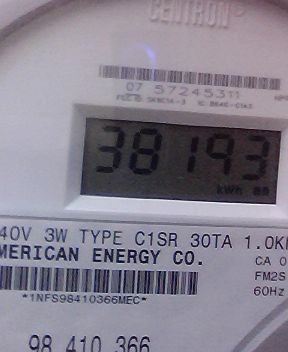 CENTRON®
07 57245311
38193
kWh
40V 3W TYPE C1SR 30TA 1.0K
MERICAN ENERGY CO.
CA 0
FM2S
*1NFS98410366MEC*
60Hz
98 410 366